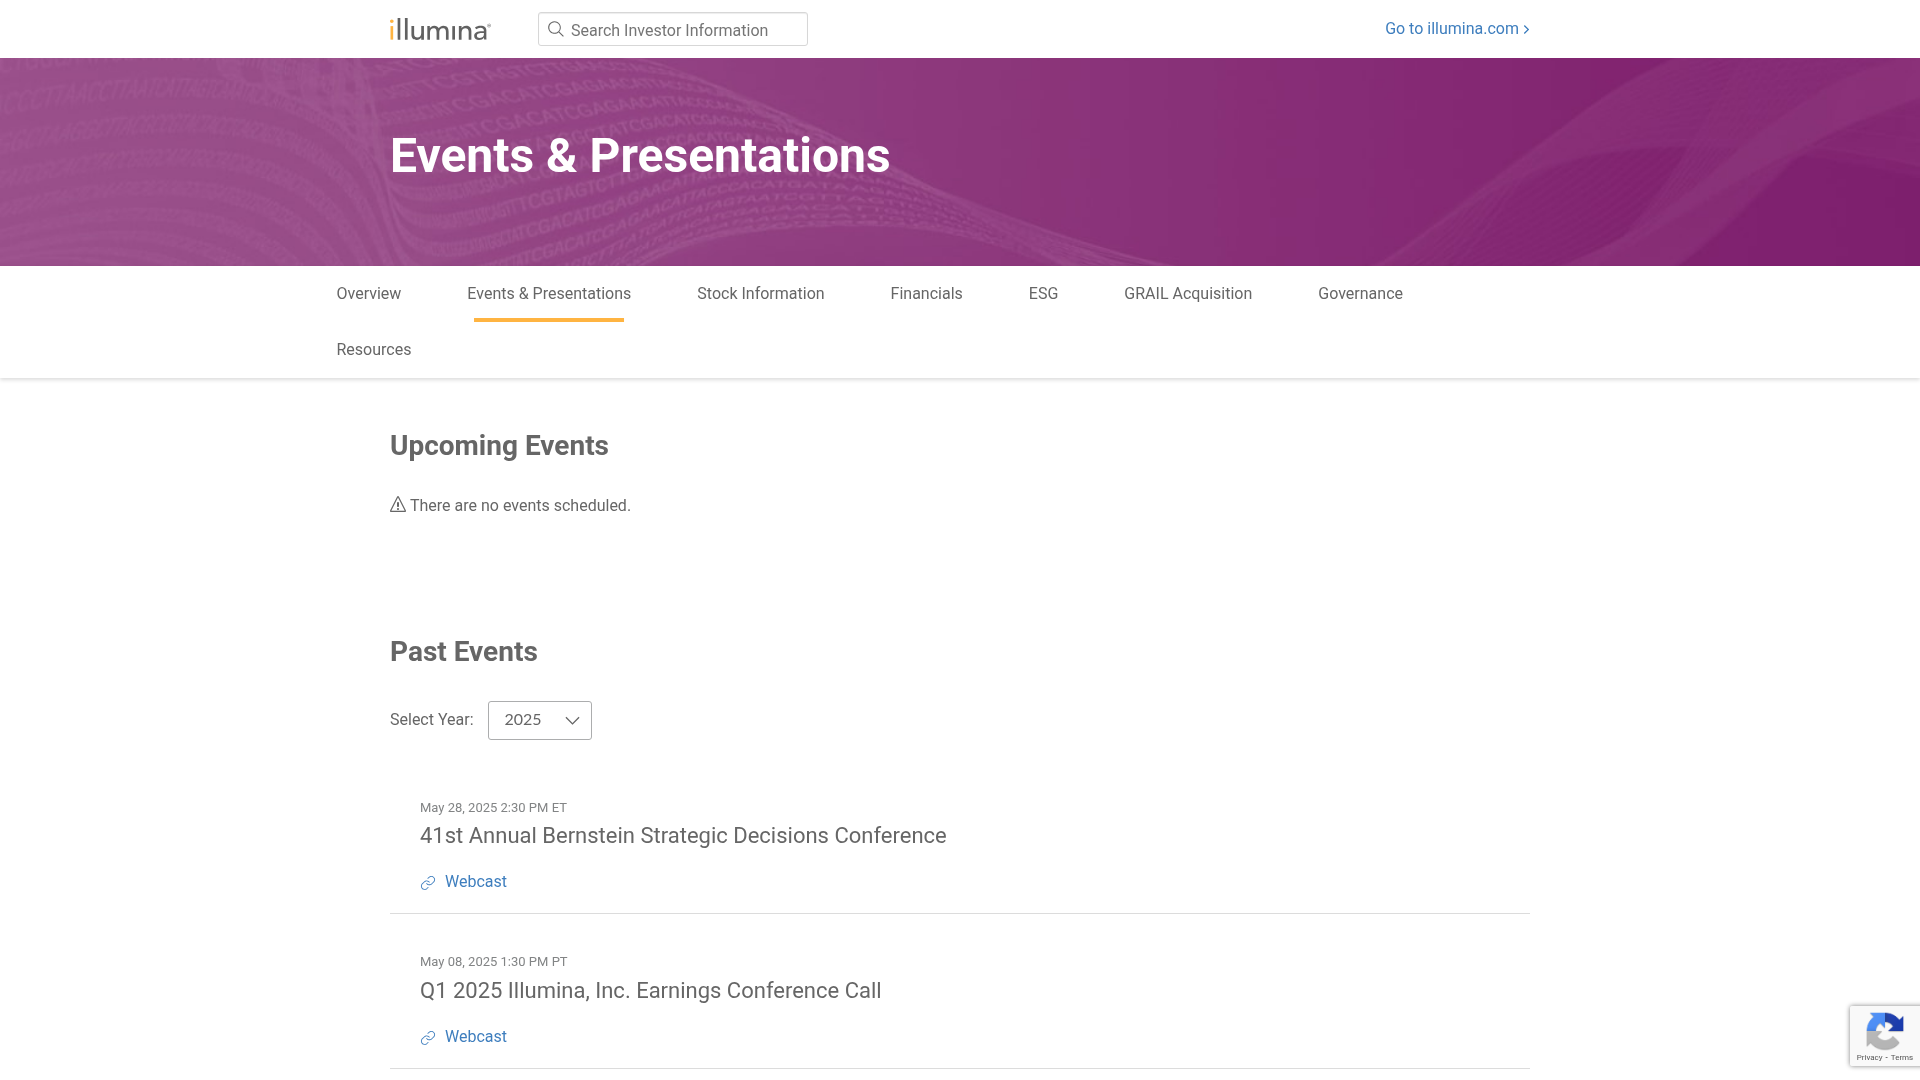 illumina®
Search Investor Information
Go to illumina.com ›
Events & Presentations
Overview
Events & Presentations
Stock Information
Financials
ESG
GRAIL Acquisition
Governance
Resources
Upcoming Events
There are no events scheduled.
Past Events
Select Year:
2025
May 28, 2025 2:30 PM ET
41st Annual Bernstein Strategic Decisions Conference
Webcast
May 08, 2025 1:30 PM PT
Q1 2025 Illumina, Inc. Earnings Conference Call
Webcast
Privacy - Terms